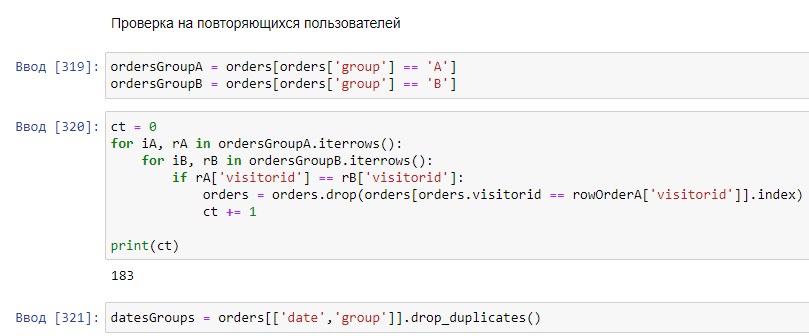 Проверка на повторяющихся пользователей
Ввод [319]: ordersGroupA = orders[orders['group'] == 'A']
ordersGroupB = orders[orders['group'] == 'B']
Ввод [320]: ct = 0
for iA, rA in ordersGroupA.iterrows():
    for iB, rB in ordersGroupB.iterrows():
        if rA['visitorid'] == rB['visitorid']:
            orders = orders.drop(orders[orders.visitorid == rowOrderA['visitorid']].index)
            ct += 1
print(ct)
183
Ввод [321]: datesGroups = orders[['date','group']].drop_duplicates()